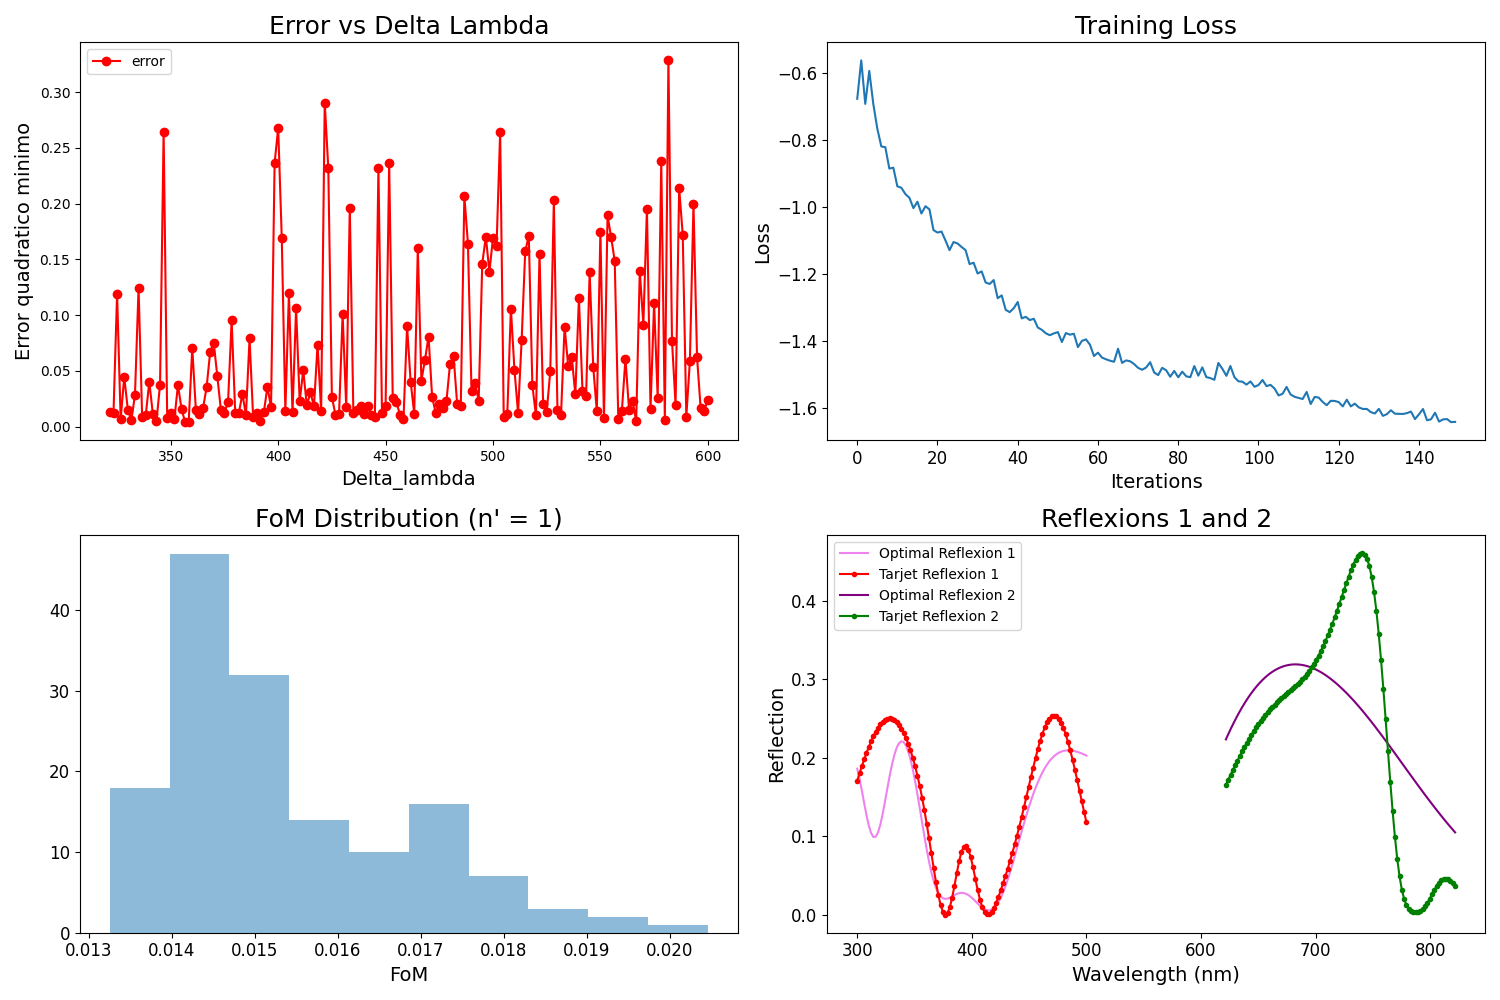 Error vs Delta Lambda
error
Error quadratico minimo
0.30
0.25
0.20
0.15
0.10
0.05
0.00
350 400 450 500 550 600
Delta_lambda
Training Loss
Loss
−0.6
−0.8
−1.0
−1.2
−1.4
−1.6
0 20 40 60 80 100 120 140
Iterations
FoM Distribution (n' = 1)
40
30
20
10
0
0.013 0.014 0.015 0.016 0.017 0.018 0.019 0.020
FoM
Reflexions 1 and 2
Optimal Reflexion 1
Tarjet Reflexion 1
Optimal Reflexion 2
Tarjet Reflexion 2
Reflection
0.4
0.3
0.2
0.1
0.0
300 400 500 600 700 800
Wavelength (nm)